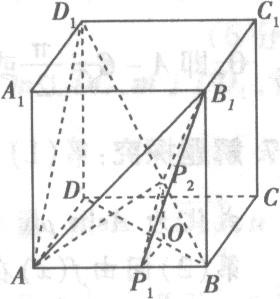 D₁ C₁
A₁ B₁
P₂
D C
O
A P₁ B